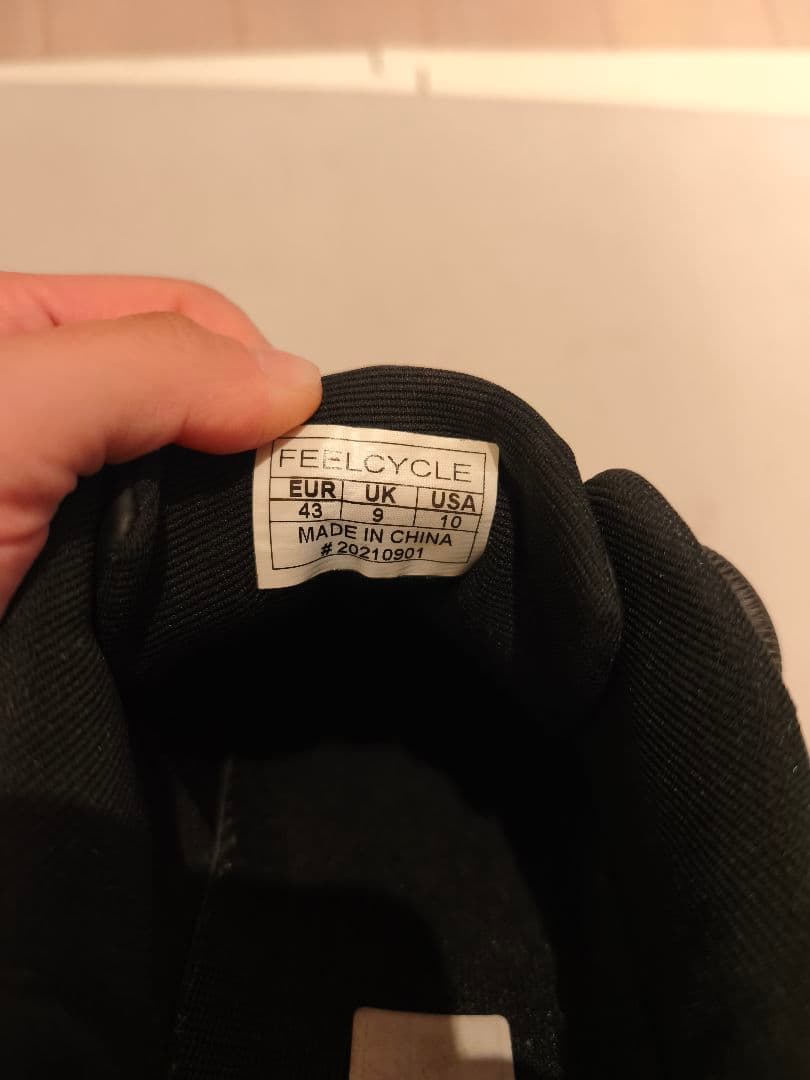 FEELCYCLE
EUR UK USA
43 9 10
MADE IN CHINA
# 20210901